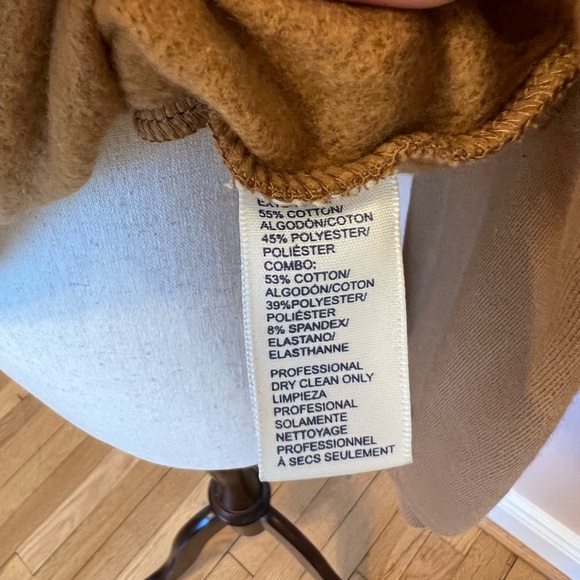 55% COTTON/
ALGODÓN/COTON
45% POLYESTER/
POLIÉSTER
COMBO:
53% COTTON/
ALGODÓN/COTON
39%POLYESTER/
POLIÉSTER
8% SPANDEX/
ELASTANO/
ELASTHANNE
PROFESSIONAL
DRY CLEAN ONLY
LIMPIEZA
PROFESIONAL
SOLAMENTE
NETTOYAGE
PROFESSIONNEL
À SECS SEULEMENT